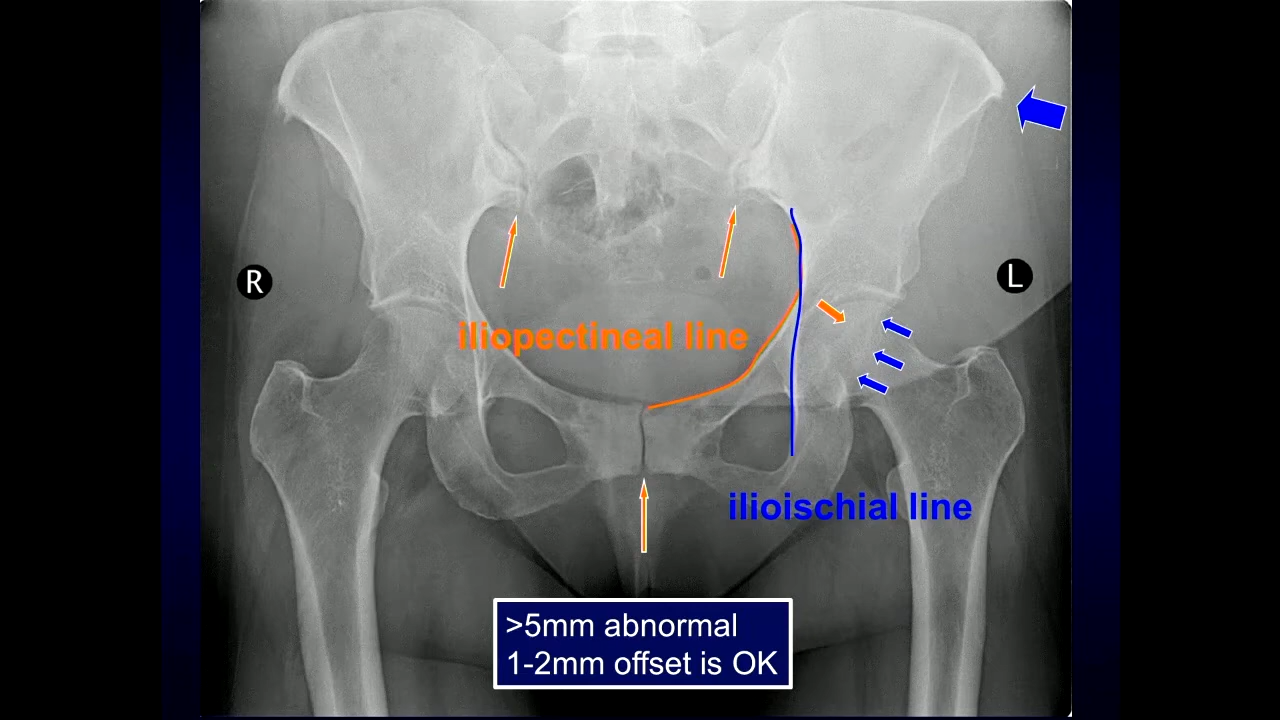 R
L
iliopectineal line
ilioischial line
>5mm abnormal
1-2mm offset is OK